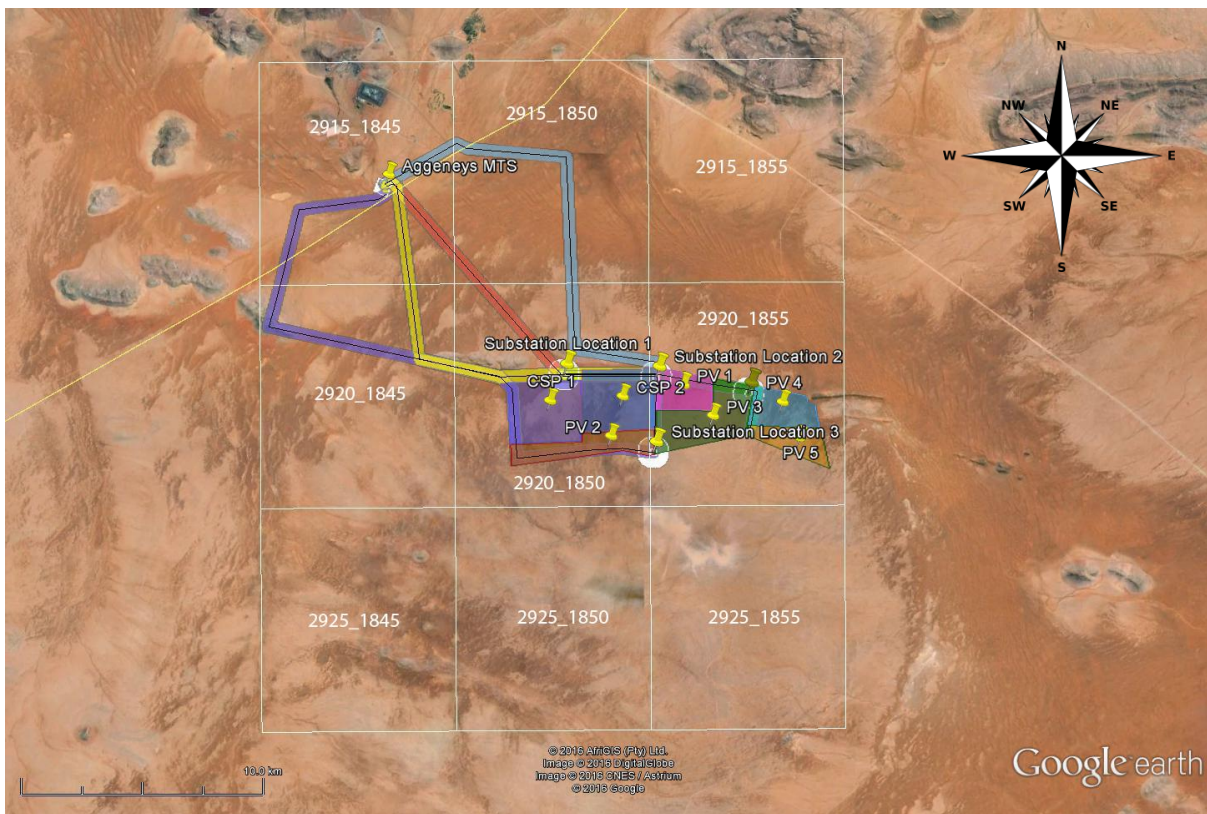 N
NW
NE
W
E
SW
SE
S
2915_1845
2915_1850
2915_1855
Aggeneys MTS
2920_1855
Substation Location 1
Substation Location 2
CSP 1
CSP 2
PV 1
PV 4
2920_1845
PV 3
PV 2
Substation Location 3
PV 5
2920_1850
2925_1845
2925_1850
2925_1855
10.0 km
© 2016 AfriGIS (Pty) Ltd.
Image © 2016 DigitalGlobe
Image © 2016 CNES / Astrium
© 2016 Google
Google earth